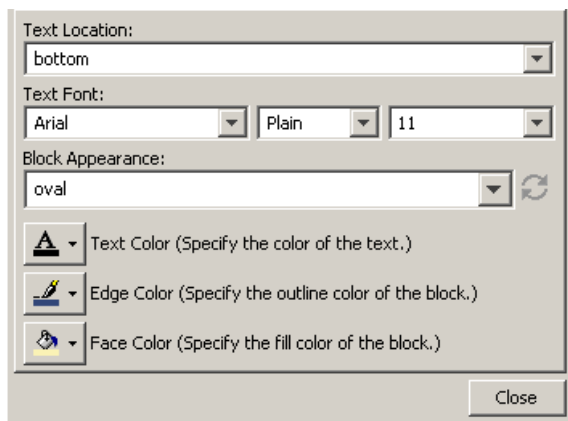 Text Location:
bottom
Text Font:
Arial Plain 11
Block Appearance:
oval
A Text Color (Specify the color of the text.)
Edge Color (Specify the outline color of the block.)
Face Color (Specify the fill color of the block.)
Close